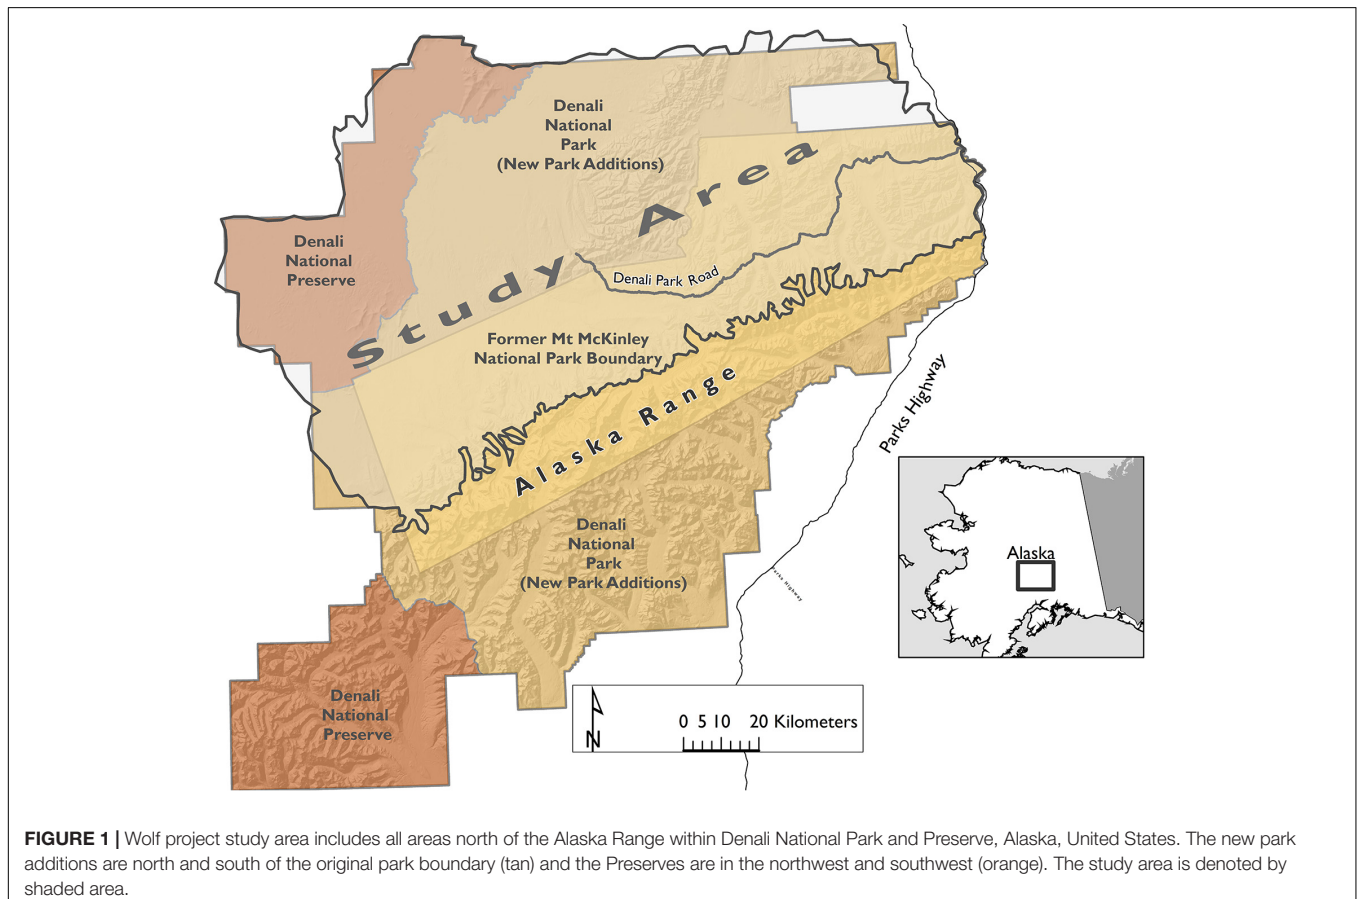 Denali
National
Park
(New Park Additions)
Study Area
Denali
National
Preserve
Denali Park Road
Former Mt McKinley
National Park Boundary
Alaska Range
Parks Highway
Denali
National
Park
(New Park Additions)
Parks Highway
Alaska
Denali
National
Preserve
N
0 5 10 20 Kilometers
FIGURE 1 | Wolf project study area includes all areas north of the Alaska Range within Denali National Park and Preserve, Alaska, United States. The new park
additions are north and south of the original park boundary (tan) and the Preserves are in the northwest and southwest (orange). The study area is denoted by
shaded area.